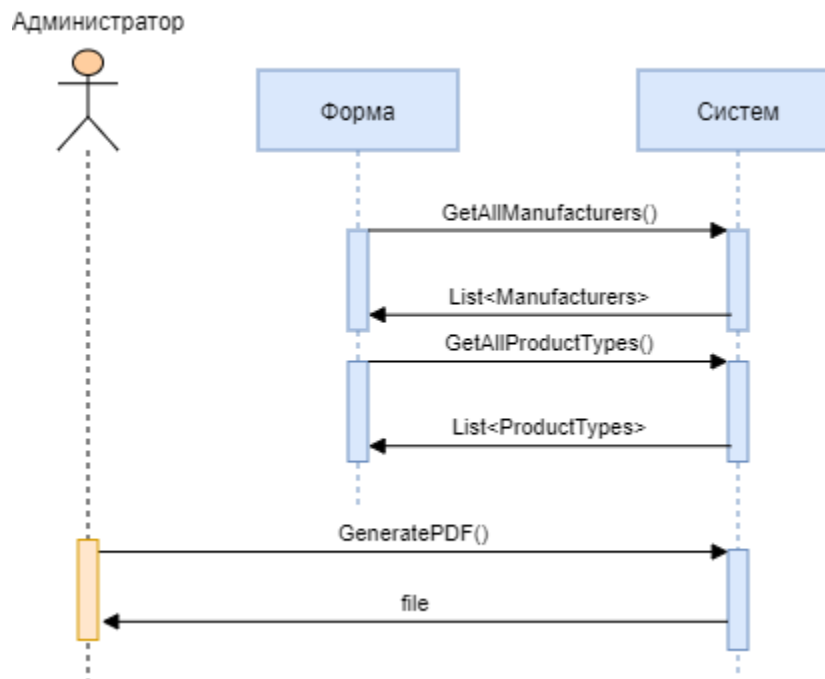 Администратор
Форма
Систем
GetAllManufacturers()
List<Manufacturers>
GetAllProductTypes()
List<ProductTypes>
GeneratePDF()
file